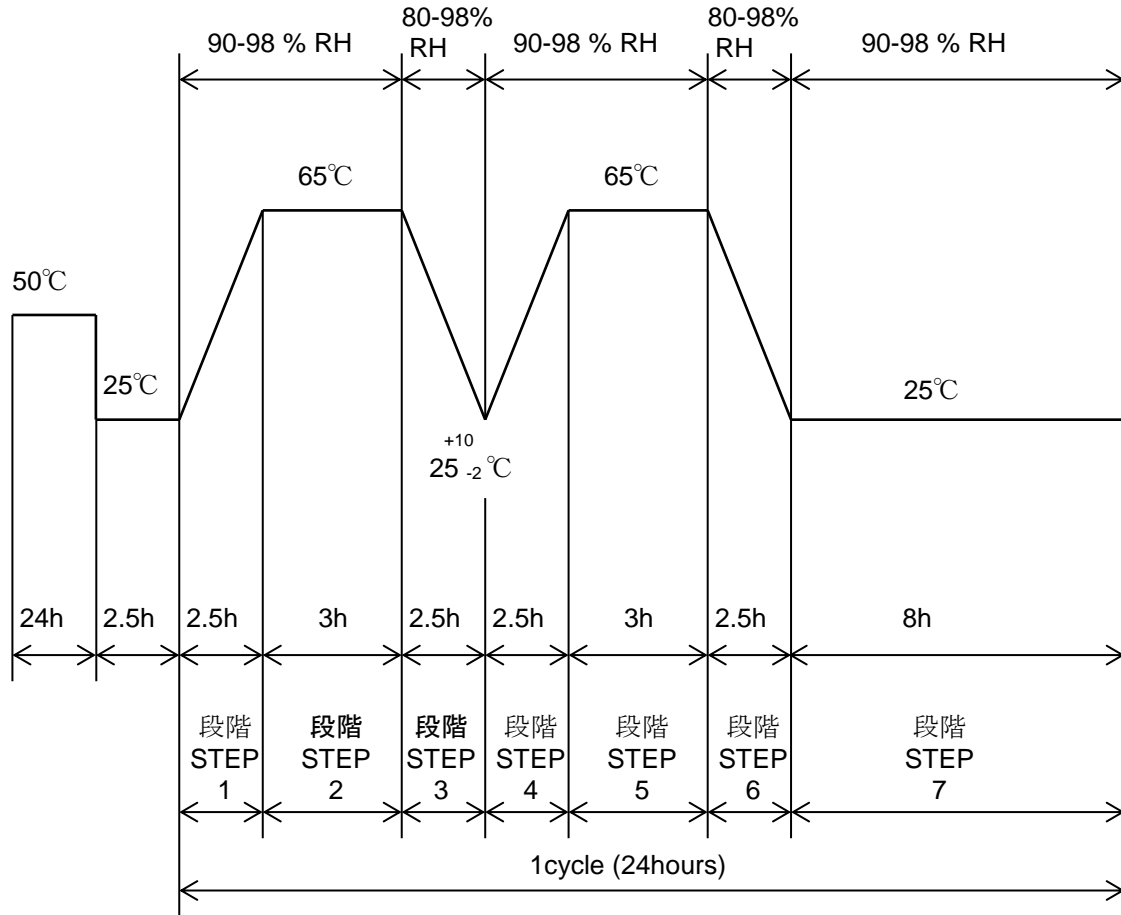 80-98%
RH
90-98 % RH
90-98 % RH
80-98%
RH
90-98 % RH
65℃
65℃
50℃
25℃
25℃
+10
25 -2 ℃
24h
2.5h
2.5h
3h
2.5h
2.5h
3h
2.5h
8h
段階
STEP
1
段階
STEP
2
段階
STEP
3
段階
STEP
4
段階
STEP
5
段階
STEP
6
段階
STEP
7
1cycle (24hours)